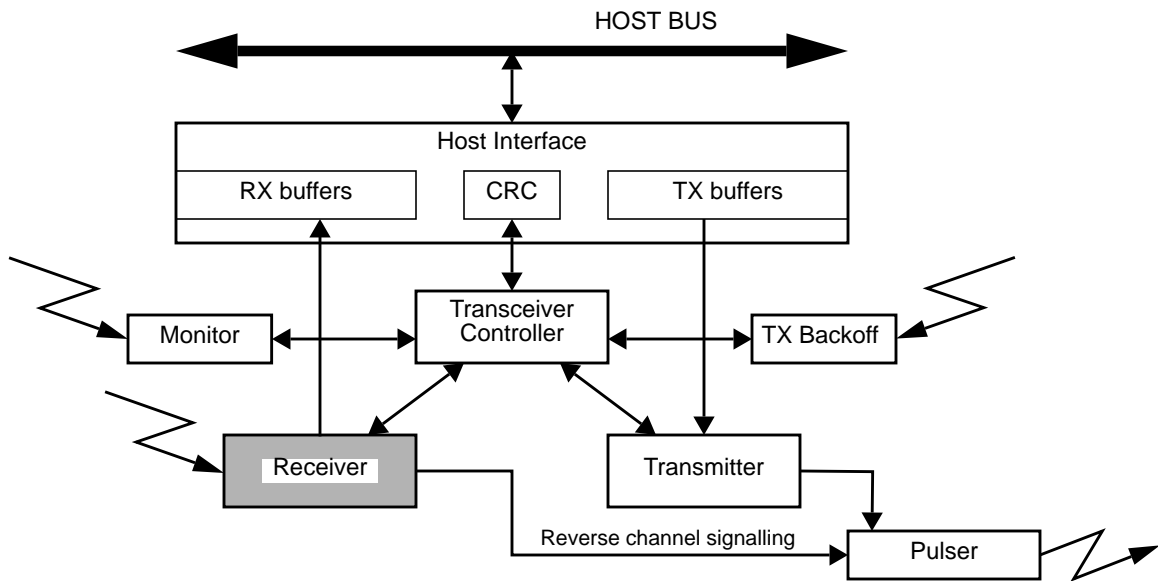 HOST BUS
Host Interface
RX buffers
CRC
TX buffers
Monitor
Transceiver
Controller
TX Backoff
Receiver
Transmitter
Reverse channel signalling
Pulser